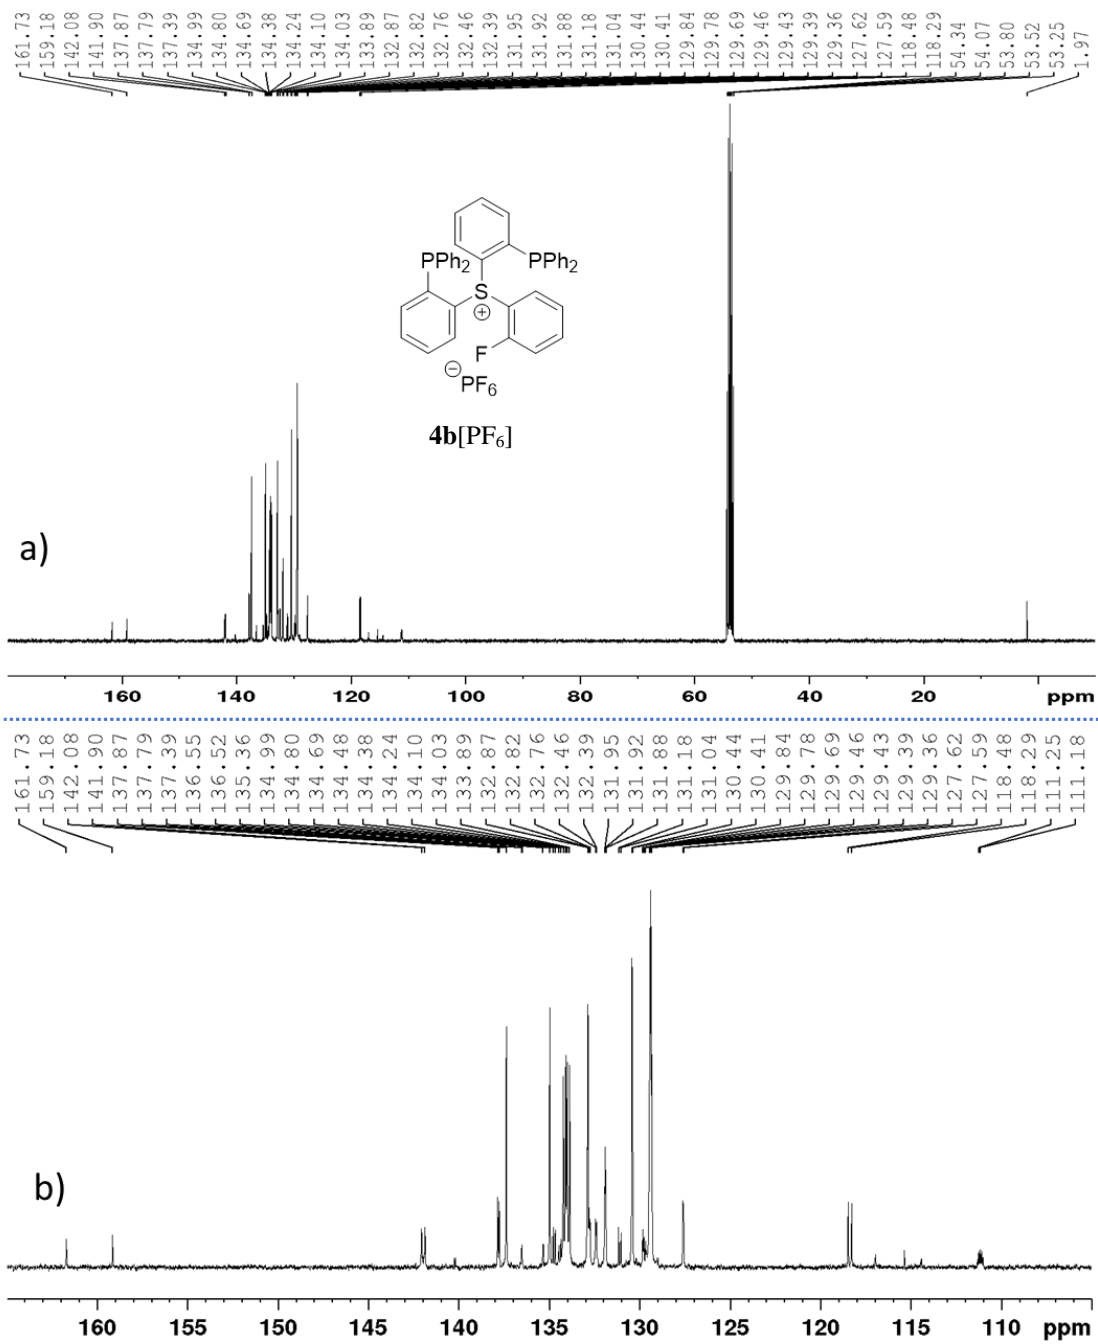 161.73 159.18 142.08 141.90 137.87 137.79 137.39 134.99 134.80 134.69 134.38 134.24 134.10 134.03 133.89 132.87 132.82 132.76 132.46 132.39 131.95 131.92 131.88 131.18 131.04 130.44 130.41 129.84 129.78 129.69 129.46 129.43 129.39 129.36 127.62 127.59 118.48 118.29 54.34 54.07 53.80 53.52 53.25 1.97
PPh2 PPh2
S
⊕
F
⊖
PF6
4b[PF6]
a)
160 140 120 100 80 60 40 20 ppm
161.73 159.18 142.08 141.90 137.87 137.79 137.39 136.55 136.52 135.36 134.99 134.80 134.69 134.48 134.38 134.24 134.10 134.03 133.89 132.87 132.82 132.76 132.46 132.39 131.95 131.92 131.88 131.18 131.04 130.44 130.41 129.84 129.78 129.69 129.46 129.43 129.39 129.36 127.62 127.59 118.48 118.29 111.25 111.18
b)
160 155 150 145 140 135 130 125 120 115 110 ppm